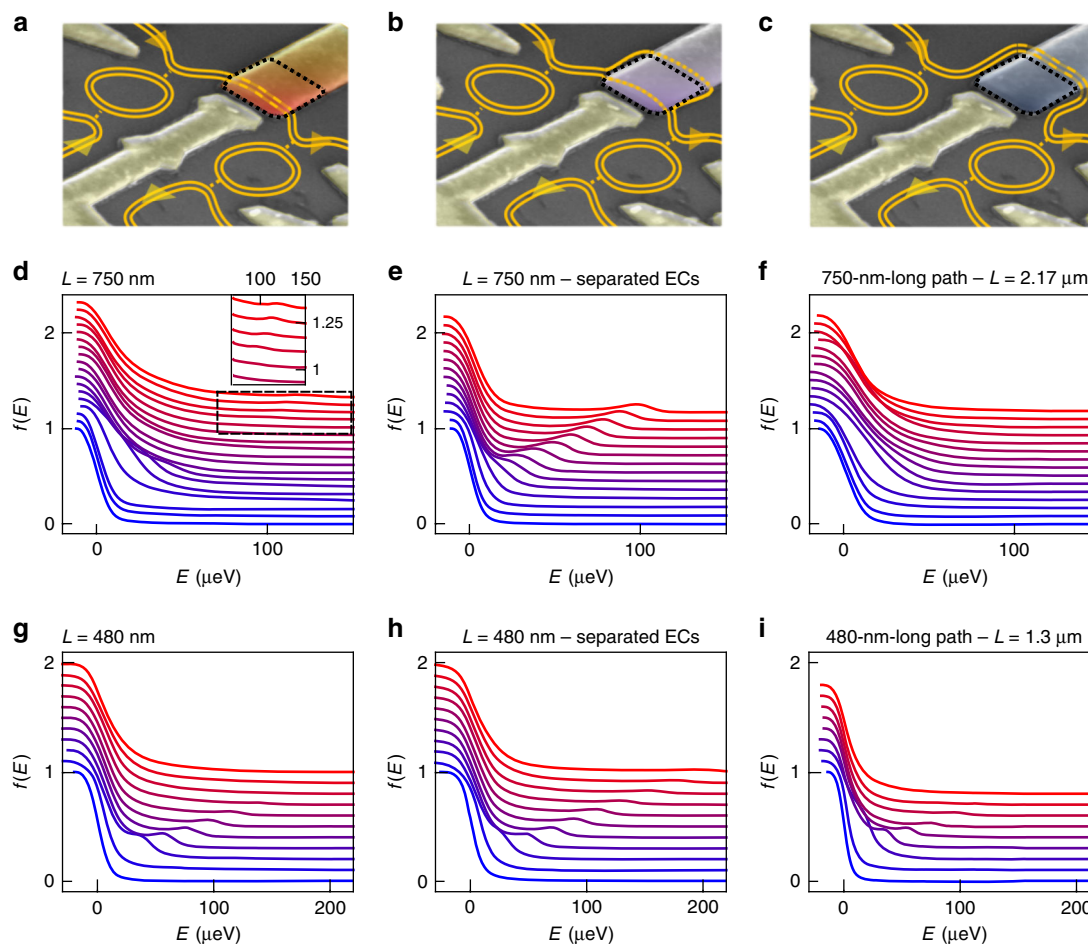 a
b
c
d
L = 750 nm
e
L = 750 nm – separated ECs
f
750-nm-long path – L = 2.17 μm
100 150
1.25
1
2
1
0
f(E)
0 100
E (μeV)
2
1
0
0 100
E (μeV)
2
1
0
0 100
E (μeV)
g
L = 480 nm
h
L = 480 nm – separated ECs
i
480-nm-long path – L = 1.3 μm
2
1
0
f(E)
0 100 200
E (μeV)
f(E)
2
1
0
0 100 200
E (μeV)
f(E)
2
1
0
0 100 200
E (μeV)
f(E)
f(E)